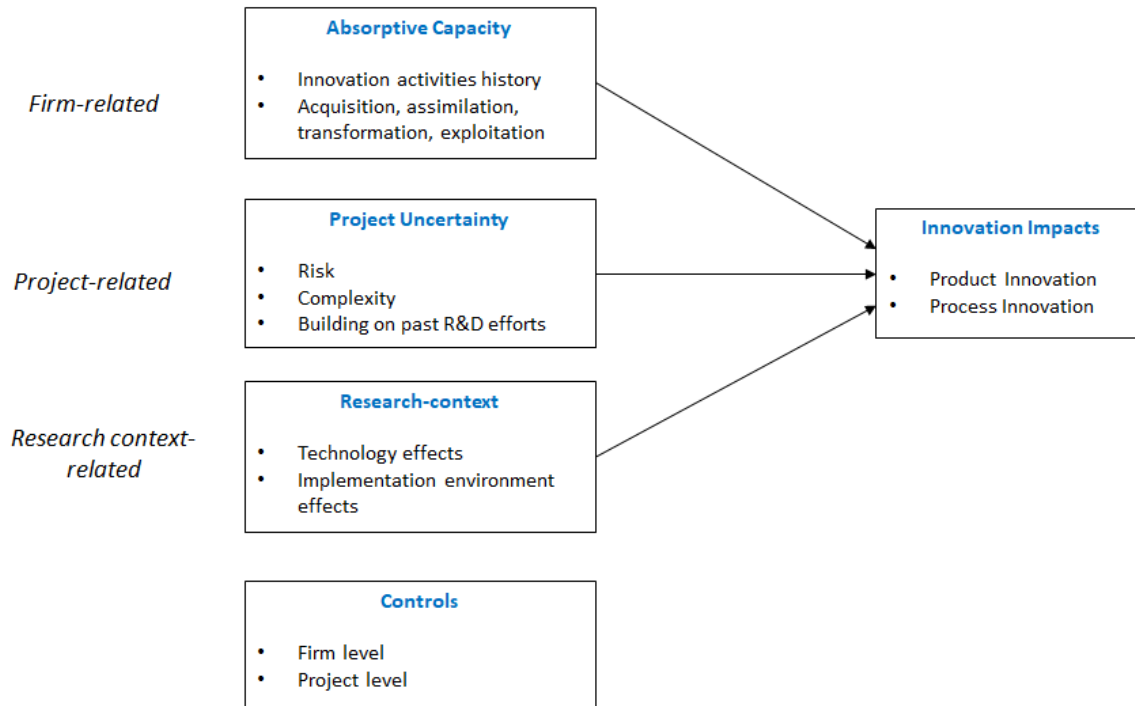 Firm-related
Absorptive Capacity
• Innovation activities history
• Acquisition, assimilation,
transformation, exploitation
Project-related
Project Uncertainty
• Risk
• Complexity
• Building on past R&D efforts
Research context-
related
Research-context
• Technology effects
• Implementation environment
effects
Controls
• Firm level
• Project level
Innovation Impacts
• Product Innovation
• Process Innovation